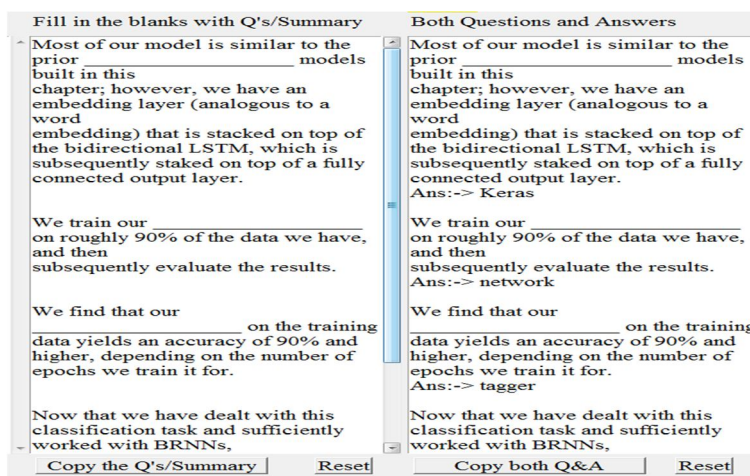 Fill in the blanks with Q's/Summary
Most of our model is similar to the
prior ____________________ models
built in this
chapter; however, we have an
embedding layer (analogous to a
word
embedding) that is stacked on top of
the bidirectional LSTM, which is
subsequently staked on top of a fully
connected output layer.
We train our ____________________
on roughly 90% of the data we have,
and then
subsequently evaluate the results.
We find that our
____________________ on the training
data yields an accuracy of 90% and
higher, depending on the number of
epochs we train it for.
Now that we have dealt with this
classification task and sufficiently
worked with BRNNs,
Copy the Q's/Summary
Reset
Both Questions and Answers
Most of our model is similar to the
prior ____________________ models
built in this
chapter; however, we have an
embedding layer (analogous to a
word
embedding) that is stacked on top of
the bidirectional LSTM, which is
subsequently staked on top of a fully
connected output layer.
Ans:-> Keras
We train our ____________________
on roughly 90% of the data we have,
and then
subsequently evaluate the results.
Ans:-> network
We find that our
____________________ on the training
data yields an accuracy of 90% and
higher, depending on the number of
epochs we train it for.
Ans:-> tagger
Now that we have dealt with this
classification task and sufficiently
worked with BRNNs,
Copy both Q&A
Reset